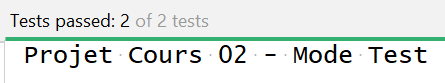 Tests passed: 2 of 2 tests
Projet Cours 02 - Mode Test